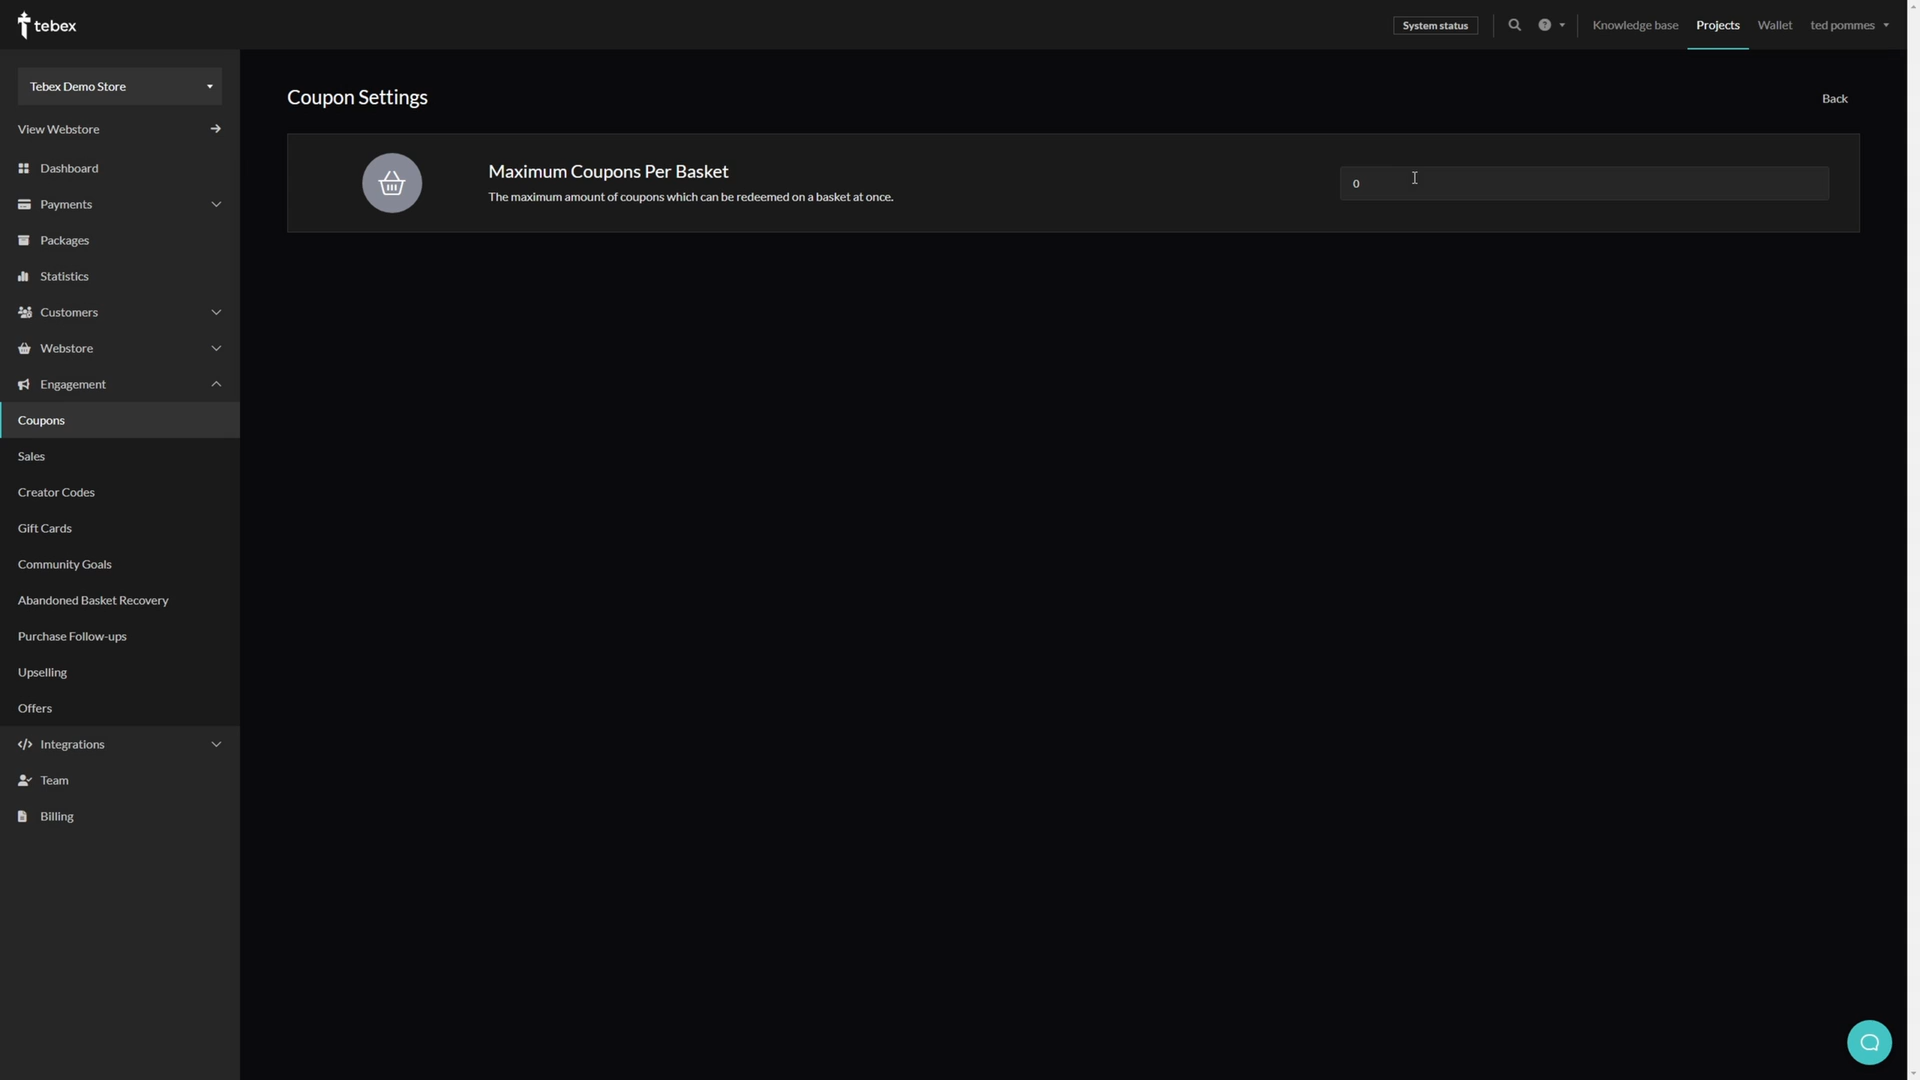 tebex
System status
Knowledge base
Projects
Wallet
ted pommes
Tebex Demo Store
View Webstore
Dashboard
Payments
Packages
Statistics
Customers
Webstore
Engagement
Coupons
Sales
Creator Codes
Gift Cards
Community Goals
Abandoned Basket Recovery
Purchase Follow-ups
Upselling
Offers
Integrations
Team
Billing
Coupon Settings
Back
Maximum Coupons Per Basket
The maximum amount of coupons which can be redeemed on a basket at once.
0